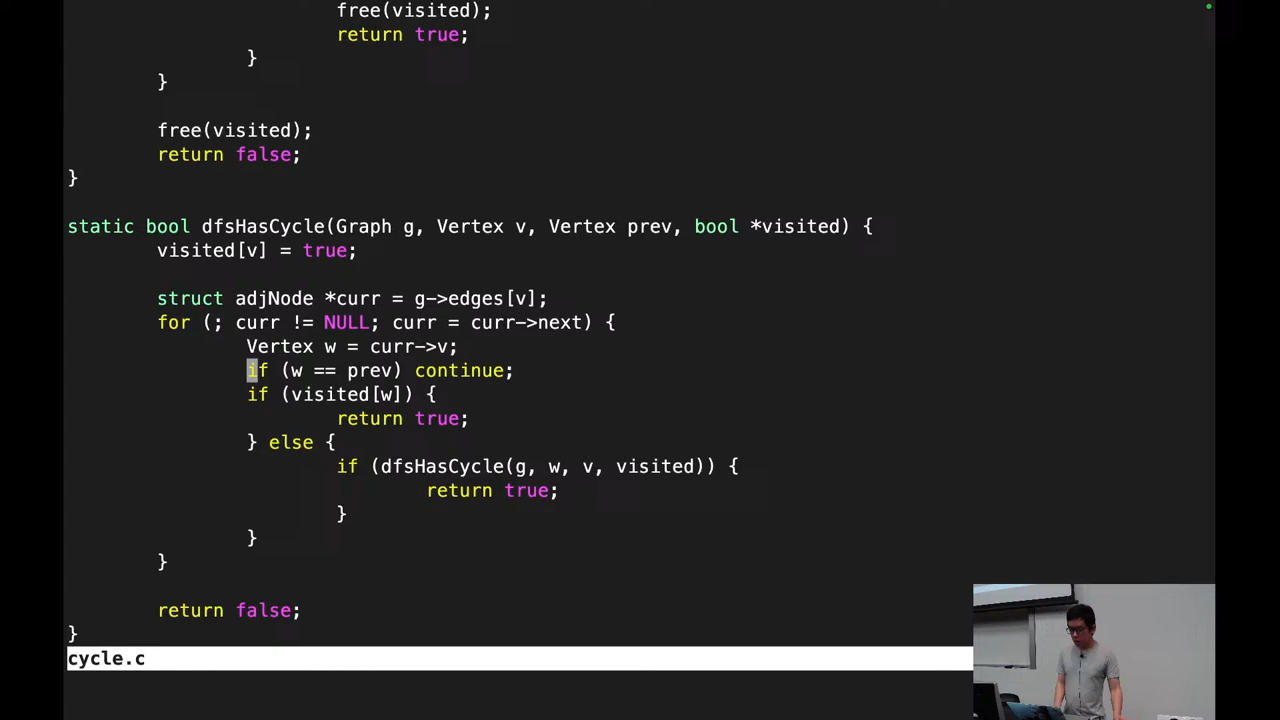 free(visited);
return true;
}
}
free(visited);
return false;
}
static bool dfsHasCycle(Graph g, Vertex v, Vertex prev, bool *visited) {
visited[v] = true;
struct adjNode *curr = g->edges[v];
for (; curr != NULL; curr = curr->next) {
Vertex w = curr->v;
if (w == prev) continue;
if (visited[w]) {
return true;
} else {
if (dfsHasCycle(g, w, v, visited)) {
return true;
}
}
}
return false;
}
cycle.c